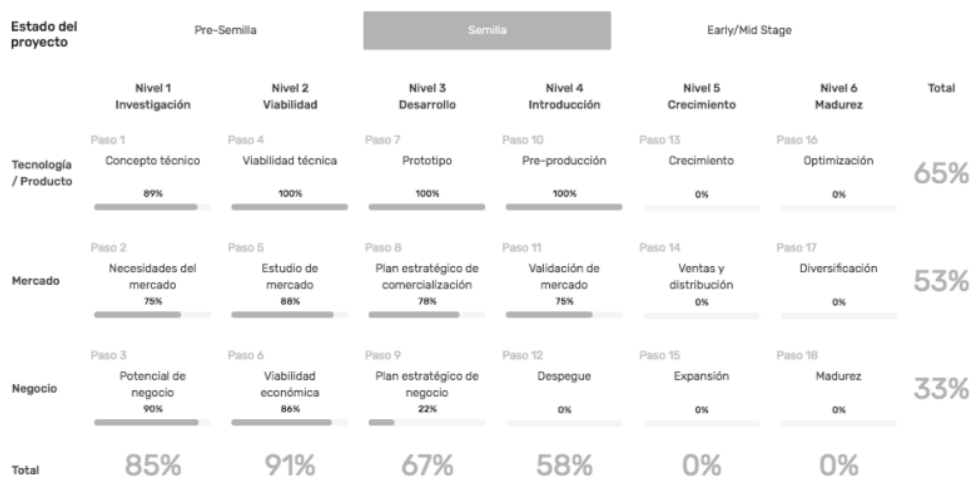 Estado del
proyecto
Pre-Semilla
Semilla
Early/Mid Stage
Nivel 1
Investigación
Nivel 2
Viabilidad
Nivel 3
Desarrollo
Nivel 4
Introducción
Nivel 5
Crecimiento
Nivel 6
Madurez
Total
Tecnología
/ Producto
Paso 1
Concepto técnico
89%
Paso 4
Viabilidad técnica
100%
Paso 7
Prototipo
100%
Paso 10
Pre-producción
100%
Paso 13
Crecimiento
0%
Paso 16
Optimización
0%
65%
Mercado
Paso 2
Necesidades del
mercado
75%
Paso 5
Estudio de
mercado
88%
Paso 8
Plan estratégico de
comercialización
78%
Paso 11
Validación de
mercado
75%
Paso 14
Ventas y
distribución
0%
Paso 17
Diversificación
0%
53%
Negocio
Paso 3
Potencial de
negocio
90%
Paso 6
Viabilidad
económica
86%
Paso 9
Plan estratégico de
negocio
22%
Paso 12
Despegue
0%
Paso 15
Expansión
0%
Paso 18
Madurez
0%
33%
Total
85%
91%
67%
58%
0%
0%